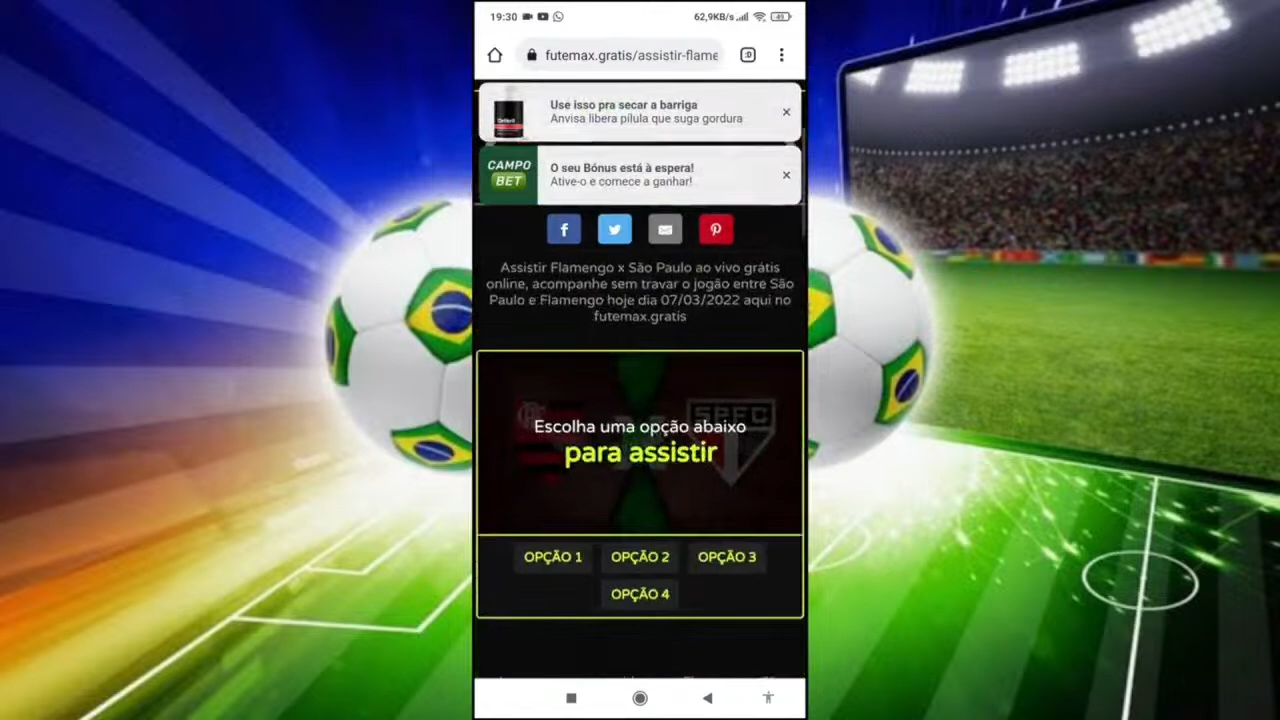 19:30
62,9KB/s
49
futemax.gratis/assistir-flame
:D
Use isso pra secar a barriga
Anvisa libera pílula que suga gordura
CAMPO
BET
O seu Bónus está à espera!
Ative-o e comece a ganhar!
Assistir Flamengo x São Paulo ao vivo grátis
online, acompanhe sem travar o jogão entre São
Paulo e Flamengo hoje dia 07/03/2022 aqui no
futemax.gratis
SPFC
Escolha uma opção abaixo
para assistir
OPÇÃO 1
OPÇÃO 2
OPÇÃO 3
OPÇÃO 4